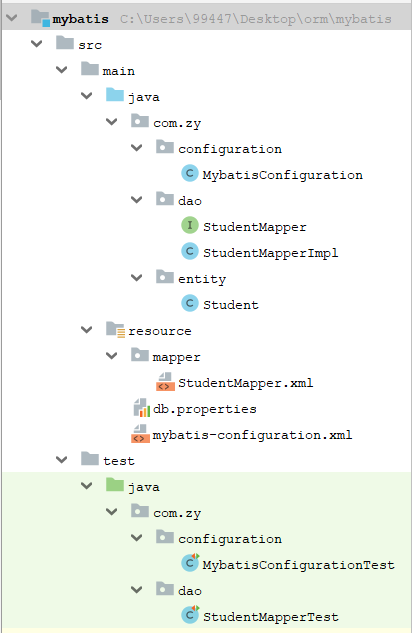 mybatis C:\Users\99447\Desktop\orm\mybatis
src
main
java
com.zy
configuration
C MybatisConfiguration
dao
I StudentMapper
C StudentMapperImpl
entity
C Student
resource
mapper
StudentMapper.xml
db.properties
mybatis-configuration.xml
test
java
com.zy
configuration
C MybatisConfigurationTest
dao
C StudentMapperTest